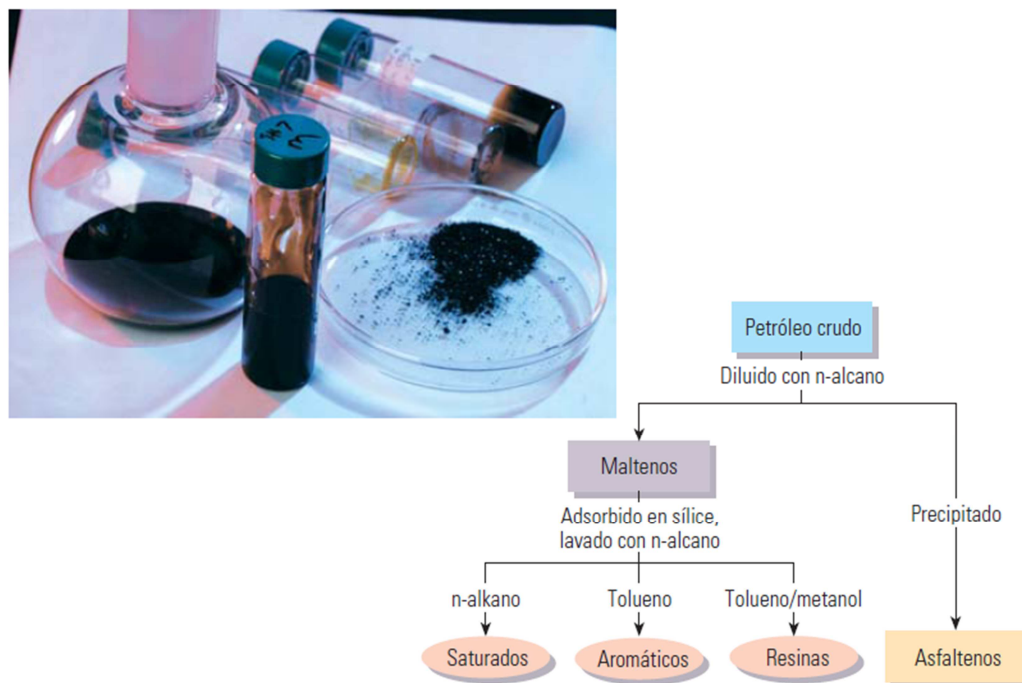 Petróleo crudo
Diluido con n-alcano
Maltenos
Adsorbido en sílice,
lavado con n-alcano
Precipitado
n-alkano
Tolueno
Tolueno/metanol
Saturados
Aromáticos
Resinas
Asfaltenos